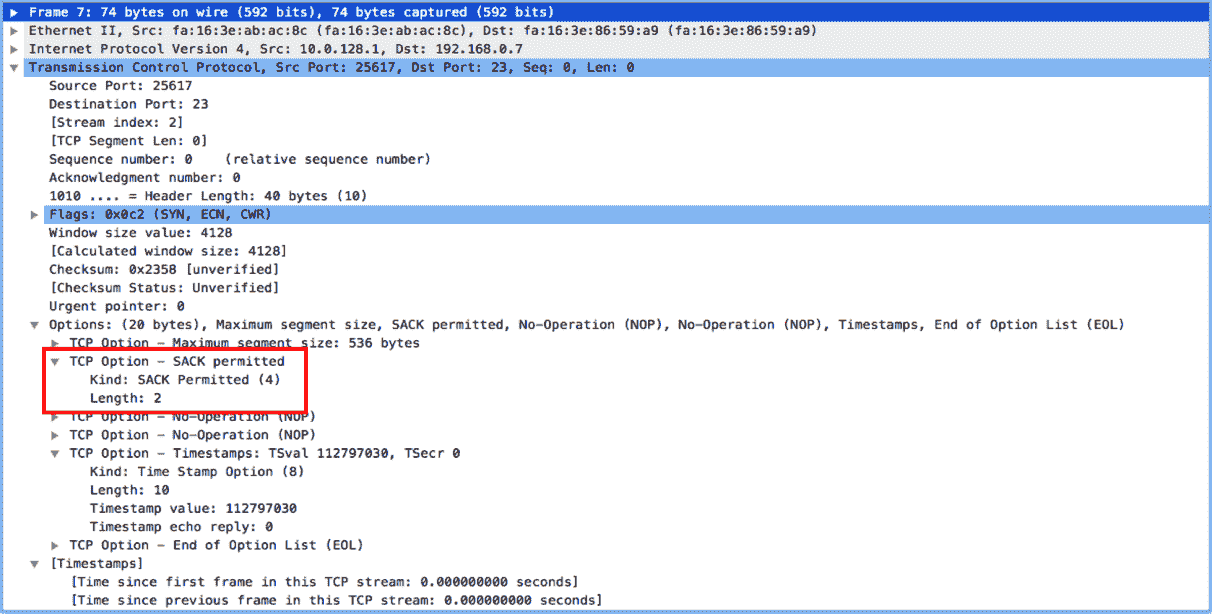 Frame 7: 74 bytes on wire (592 bits), 74 bytes captured (592 bits)
Ethernet II, Src: fa:16:3e:ab:ac:8c (fa:16:3e:ab:ac:8c), Dst: fa:16:3e:86:59:a9 (fa:16:3e:86:59:a9)
Internet Protocol Version 4, Src: 10.0.128.1, Dst: 192.168.0.7
Transmission Control Protocol, Src Port: 25617, Dst Port: 23, Seq: 0, Len: 0
Source Port: 25617
Destination Port: 23
[Stream index: 2]
[TCP Segment Len: 0]
Sequence number: 0    (relative sequence number)
Acknowledgment number: 0
1010 .... = Header Length: 40 bytes (10)
Flags: 0x0c2 (SYN, ECN, CWR)
Window size value: 4128
[Calculated window size: 4128]
Checksum: 0x2358 [unverified]
[Checksum Status: Unverified]
Urgent pointer: 0
Options: (20 bytes), Maximum segment size, SACK permitted, No-Operation (NOP), No-Operation (NOP), Timestamps, End of Option List (EOL)
TCP Option – Maximum segment size: 536 bytes
TCP Option – SACK permitted
Kind: SACK Permitted (4)
Length: 2
TCP Option – No-Operation (NOP)
TCP Option – No-Operation (NOP)
TCP Option – Timestamps: TSval 112797030, TSecr 0
Kind: Time Stamp Option (8)
Length: 10
Timestamp value: 112797030
Timestamp echo reply: 0
TCP Option – End of Option List (EOL)
[Timestamps]
[Time since first frame in this TCP stream: 0.000000000 seconds]
[Time since previous frame in this TCP stream: 0.000000000 seconds]